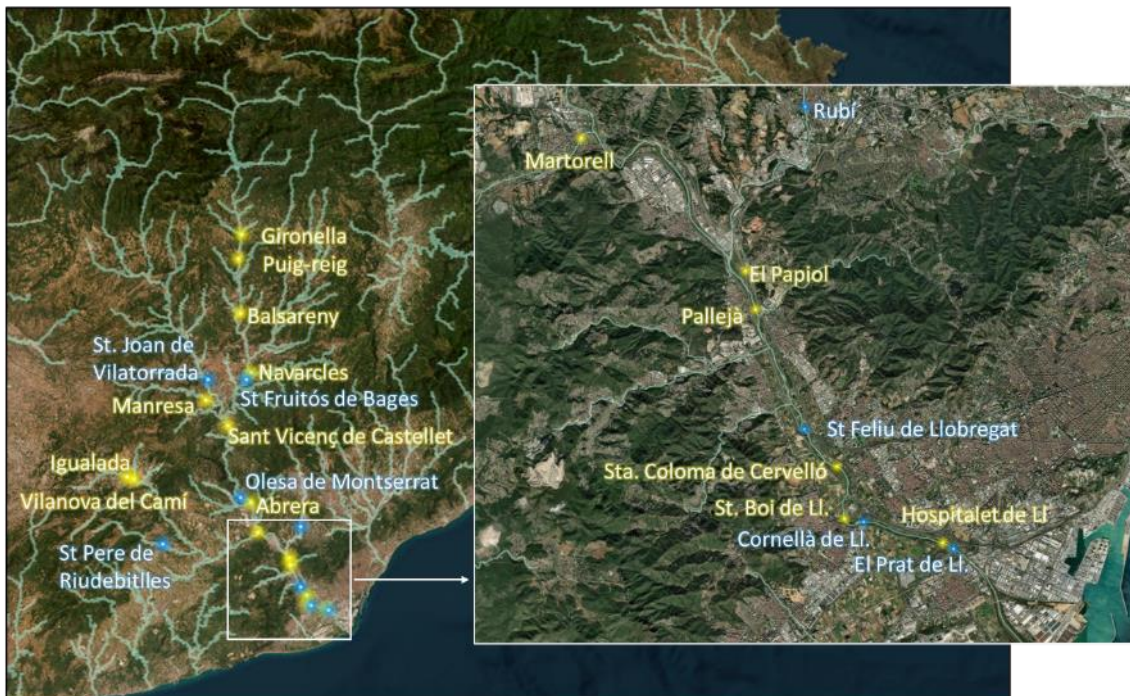 Rubí
Martorell
Gironella
Puig-reig
El Papiol
Balsareny
Pallejà
St. Joan de
Vilatorrada
Navarcles
St Fruitós de Bages
Manresa
Sant Vicenç de Castellet
St Feliu de Llobregat
Igualada
Sta. Coloma de Cervelló
Vilanova del Camí
Olesa de Montserrat
Abrera
St. Boi de Ll.
Hospitalet de Ll
Cornellà de Ll.
El Prat de Ll.
St Pere de
Riudebitlles